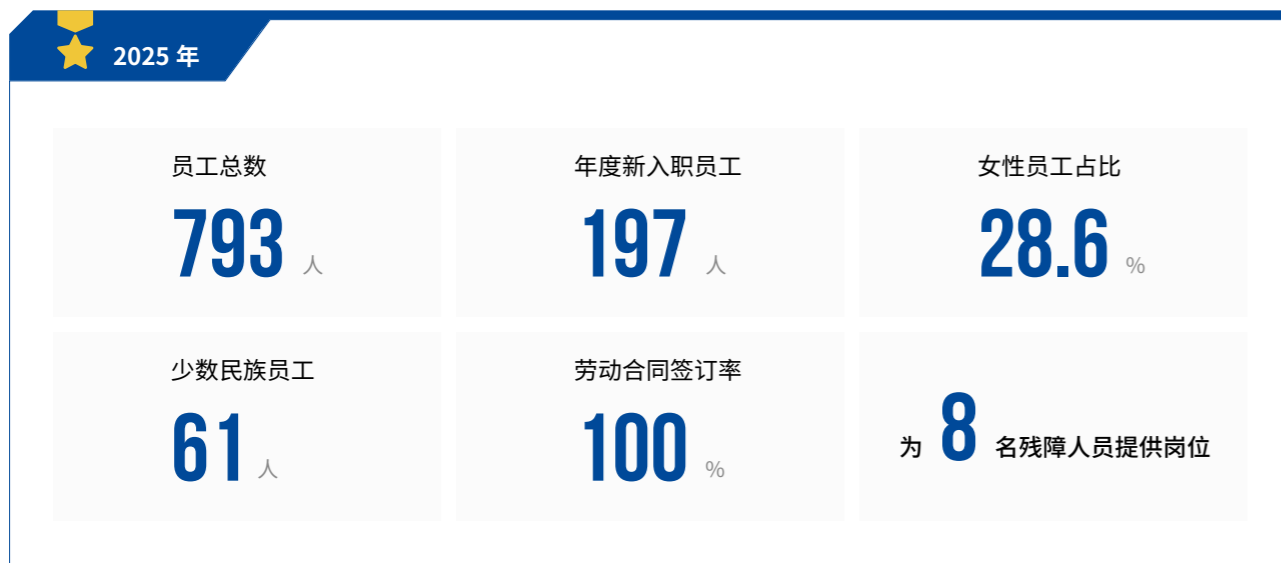 2025 年
员工总数
793 人
年度新入职员工
197 人
女性员工占比
28.6 %
少数民族员工
61 人
劳动合同签订率
100 %
为 8 名残障人员提供岗位